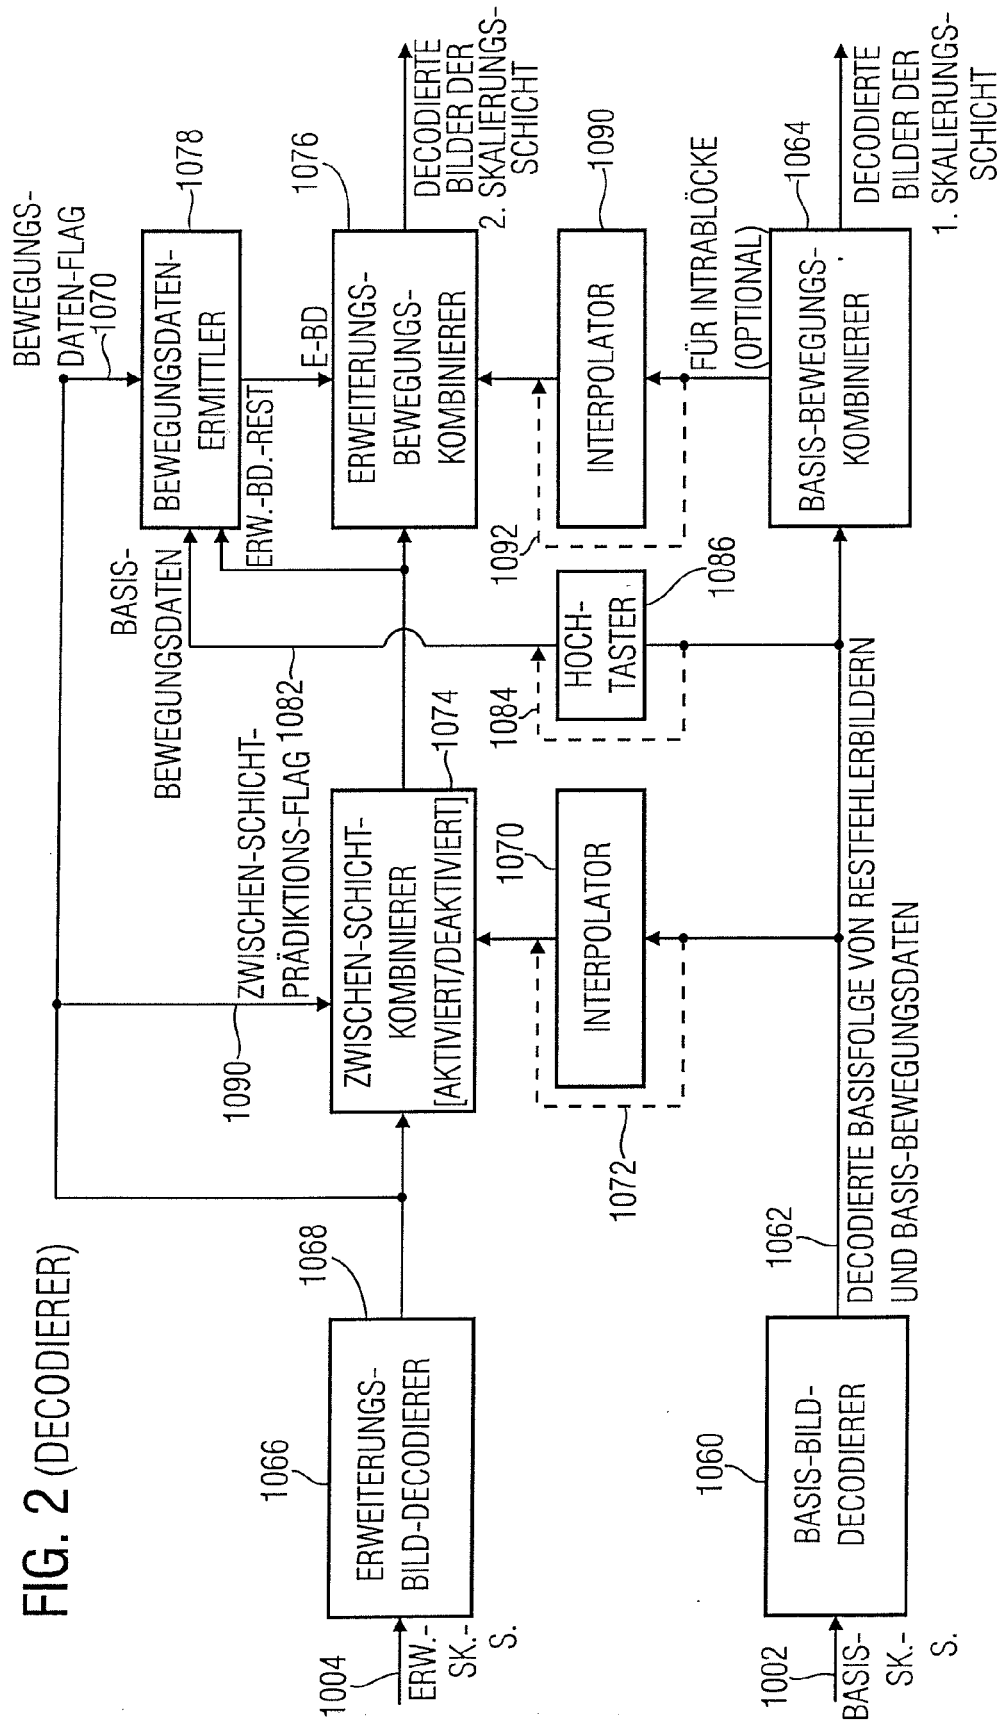 FIG. 2 (DECODIERER)
1004
ERW.-
SK.-
S.
1066
ERWEITERUNGS-
BILD-DECODIERER
1068
1090
ZWISCHEN-SCHICHT-
PRÄDIKTIONS-FLAG
ZWISCHEN-SCHICHT-
KOMBINIERER
[AKTIVIERT/DEAKTIVIERT]
1074
BASIS-
BEWEGUNGSDATEN
1082
BEWEGUNGS-
DATEN-FLAG
1070
BEWEGUNGSDATEN-
ERMITTLER
1078
ERW.-BD.-REST
E-BD
ERWEITERUNGS-
BEWEGUNGS-
KOMBINIERER
1076
DECODIERTE
BILDER DER
2. SKALIERUNGS-
SCHICHT
1072
INTERPOLATOR
1070
1084
HOCH-
TASTER
1086
1092
INTERPOLATOR
1090
FÜR INTRABLÖCKE
(OPTIONAL)
1002
BASIS-
SK.-
S.
1060
BASIS-BILD-
DECODIERER
1062
DECODIERTE BASISFOLGE VON RESTFEHLERBILDERN
UND BASIS-BEWEGUNGSDATEN
BASIS-BEWEGUNGS-
KOMBINIERER
1064
DECODIERTE
BILDER DER
1. SKALIERUNGS-
SCHICHT